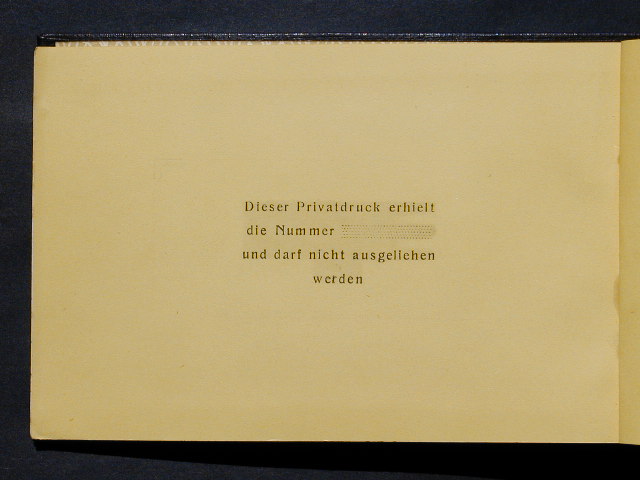 Dieser Privatdruck erhielt
die Nummer
und darf nicht ausgeliehen
werden